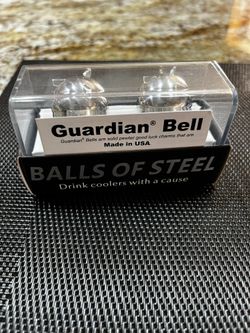 Guardian® Bell
Guardian® Bells are solid pewter good luck charms that are
Made in USA
BALLS OF STEEL
Drink coolers with a cause